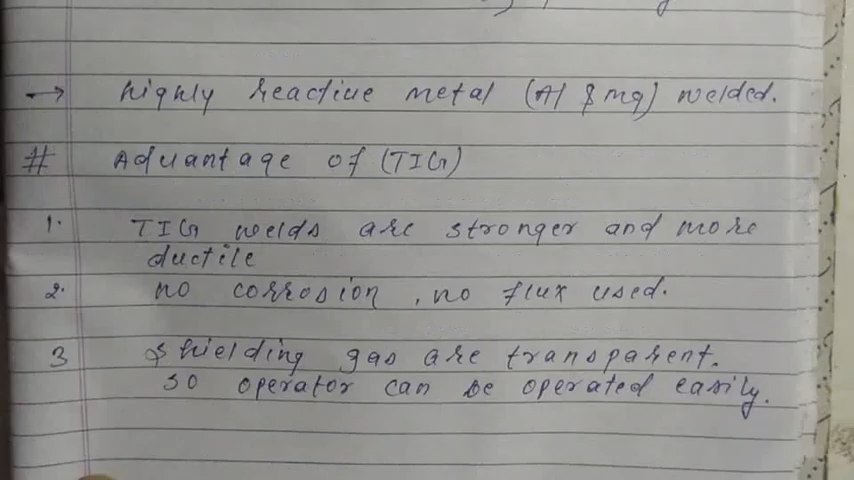 → highly reactive metal (Al & mg) welded.
# Advantage of (TIG)
1. TIG welds are stronger and more
ductile
2. no corrosion, no flux used.
3 Shielding gas are transparent.
so operator can be operated easily.